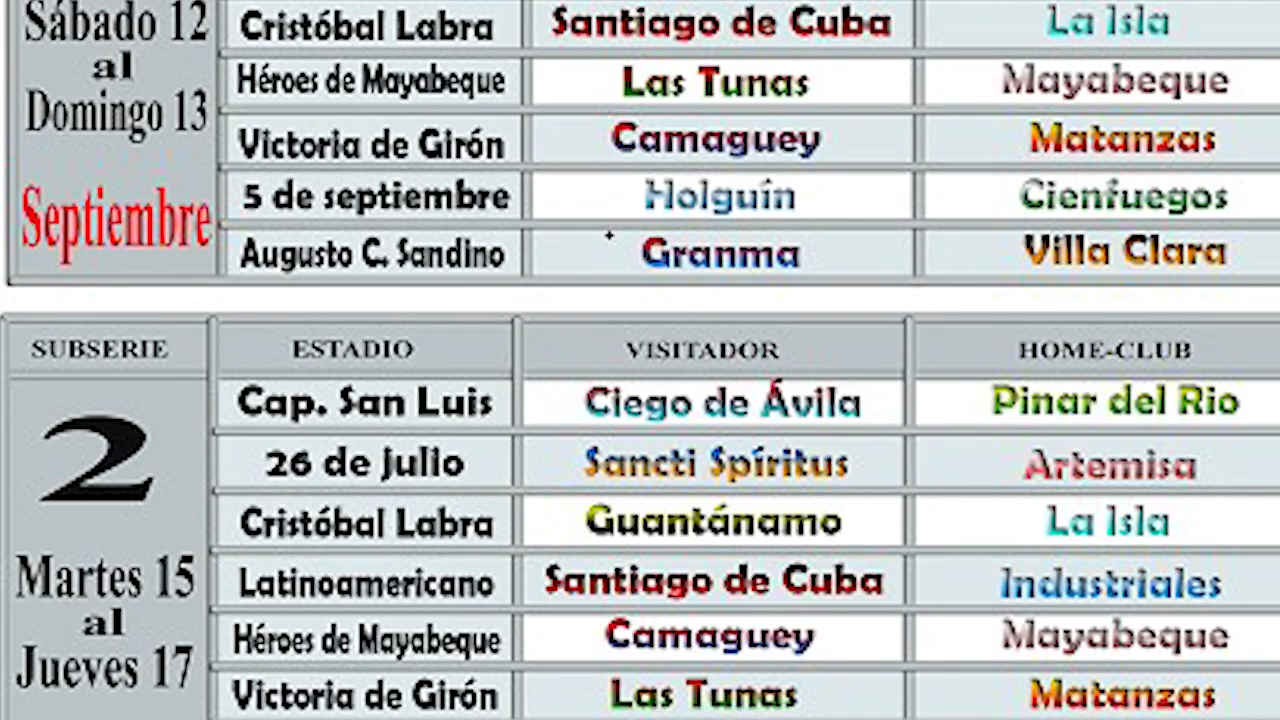 Sábado 12
al
Domingo 13
Septiembre
Cristóbal Labra Santiago de Cuba La Isla
Héroes de Mayabeque Las Tunas Mayabeque
Victoria de Girón Camaguey Matanzas
5 de septiembre Holguín Cienfuegos
Augusto C. Sandino Granma Villa Clara
SUBSERIE ESTADIO VISITADOR HOME-CLUB
2
Martes 15
al
Jueves 17
Cap. San Luis Ciego de Ávila Pinar del Rio
26 de julio Sancti Spíritus Artemisa
Cristóbal Labra Guantánamo La Isla
Latinoamericano Santiago de Cuba Industriales
Héroes de Mayabeque Camaguey Mayabeque
Victoria de Girón Las Tunas Matanzas